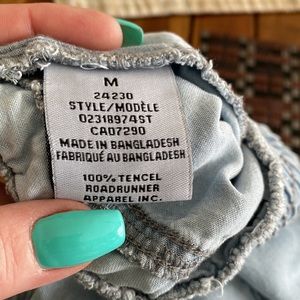 M
24230
STYLE/MODÈLE
02318974ST
CA07290
MADE IN BANGLADESH
FABRIQUÉ AU BANGLADESH
100% TENCEL
ROADRUNNER
APPAREL INC.